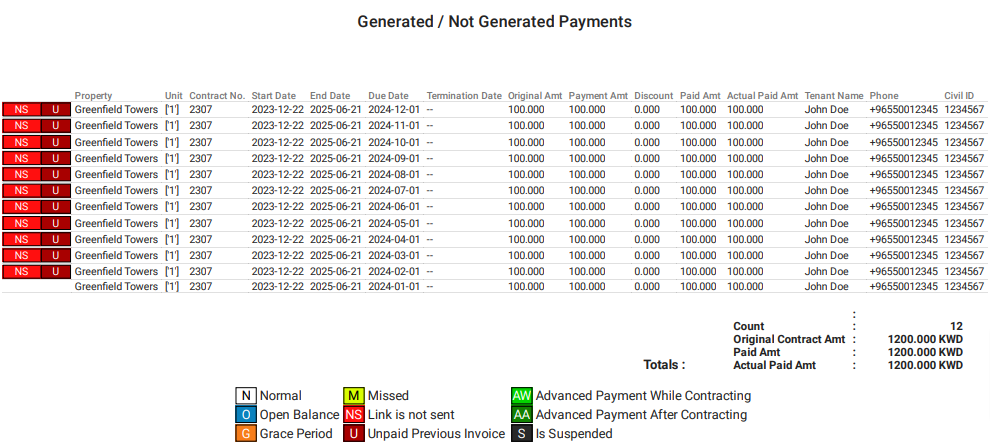 Generated / Not Generated Payments
Property Unit Contract No. Start Date End Date Due Date Termination Date Original Amt Payment Amt Discount Paid Amt Actual Paid Amt Tenant Name Phone Civil ID
NS U Greenfield Towers ['1'] 2307 2023-12-22 2025-06-21 2024-12-01 -- 100.000 100.000 0.000 100.000 100.000 John Doe +96550012345 1234567
NS U Greenfield Towers ['1'] 2307 2023-12-22 2025-06-21 2024-11-01 -- 100.000 100.000 0.000 100.000 100.000 John Doe +96550012345 1234567
NS U Greenfield Towers ['1'] 2307 2023-12-22 2025-06-21 2024-10-01 -- 100.000 100.000 0.000 100.000 100.000 John Doe +96550012345 1234567
NS U Greenfield Towers ['1'] 2307 2023-12-22 2025-06-21 2024-09-01 -- 100.000 100.000 0.000 100.000 100.000 John Doe +96550012345 1234567
NS U Greenfield Towers ['1'] 2307 2023-12-22 2025-06-21 2024-08-01 -- 100.000 100.000 0.000 100.000 100.000 John Doe +96550012345 1234567
NS U Greenfield Towers ['1'] 2307 2023-12-22 2025-06-21 2024-07-01 -- 100.000 100.000 0.000 100.000 100.000 John Doe +96550012345 1234567
NS U Greenfield Towers ['1'] 2307 2023-12-22 2025-06-21 2024-06-01 -- 100.000 100.000 0.000 100.000 100.000 John Doe +96550012345 1234567
NS U Greenfield Towers ['1'] 2307 2023-12-22 2025-06-21 2024-05-01 -- 100.000 100.000 0.000 100.000 100.000 John Doe +96550012345 1234567
NS U Greenfield Towers ['1'] 2307 2023-12-22 2025-06-21 2024-04-01 -- 100.000 100.000 0.000 100.000 100.000 John Doe +96550012345 1234567
NS U Greenfield Towers ['1'] 2307 2023-12-22 2025-06-21 2024-03-01 -- 100.000 100.000 0.000 100.000 100.000 John Doe +96550012345 1234567
NS U Greenfield Towers ['1'] 2307 2023-12-22 2025-06-21 2024-02-01 -- 100.000 100.000 0.000 100.000 100.000 John Doe +96550012345 1234567
Greenfield Towers ['1'] 2307 2023-12-22 2025-06-21 2024-01-01 -- 100.000 100.000 0.000 100.000 100.000 John Doe +96550012345 1234567
:
Count : 12
Original Contract Amt : 1200.000 KWD
Paid Amt : 1200.000 KWD
Totals : Actual Paid Amt : 1200.000 KWD
N Normal M Missed AW Advanced Payment While Contracting
O Open Balance NS Link is not sent AA Advanced Payment After Contracting
G Grace Period U Unpaid Previous Invoice S Is Suspended